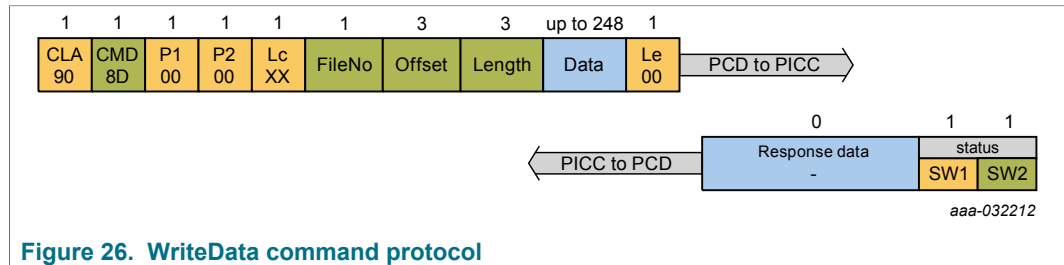 1 1 1 1 1 1 3 3 up to 248 1
CLA CMD P1 P2 Lc FileNo Offset Length Data Le PCD to PICC
90 8D 00 00 XX 00
0 1 1
PICC to PCD Response data status
- SW1 SW2
aaa-032212
Figure 26. WriteData command protocol